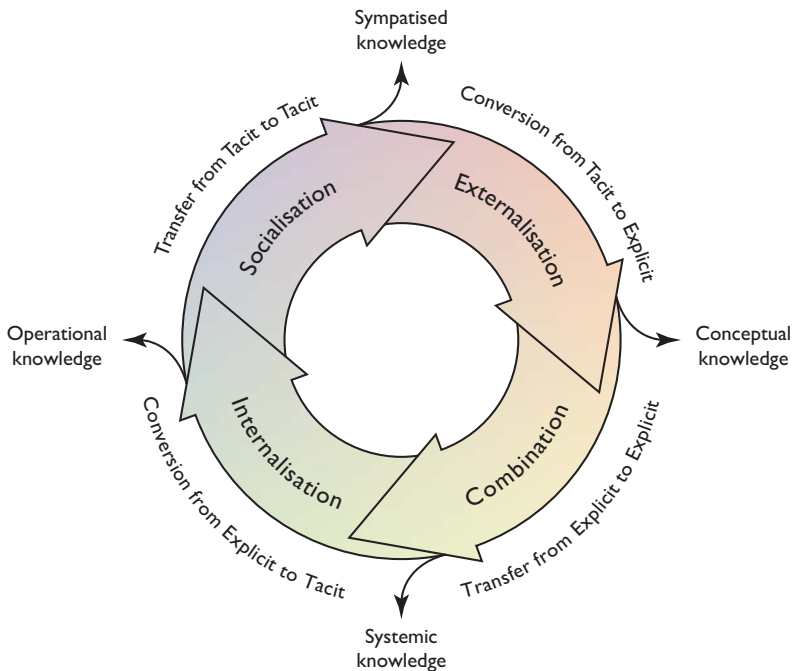 Sympatised
knowledge
Transfer from Tacit to Tacit
Conversion from Tacit to Explicit
Socialisation
Externalisation
Operational
knowledge
Conceptual
knowledge
Internalisation
Combination
Conversion from Explicit to Tacit
Transfer from Explicit to Explicit
Systemic
knowledge